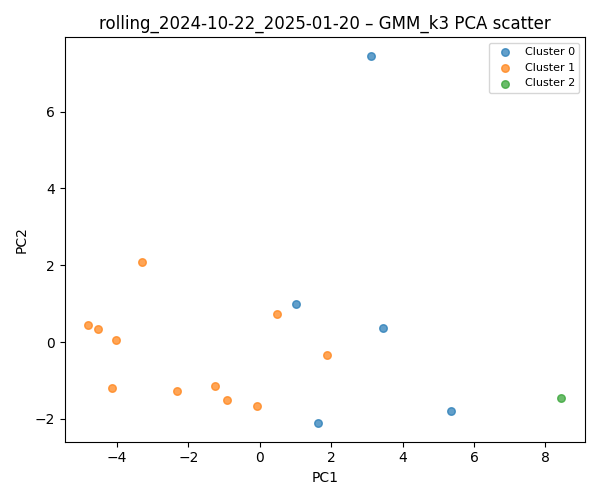 rolling_2024-10-22_2025-01-20 – GMM_k3 PCA scatter
Cluster 0
Cluster 1
Cluster 2
PC2
6
4
2
0
−2
−4
−2
0
2
4
6
8
PC1